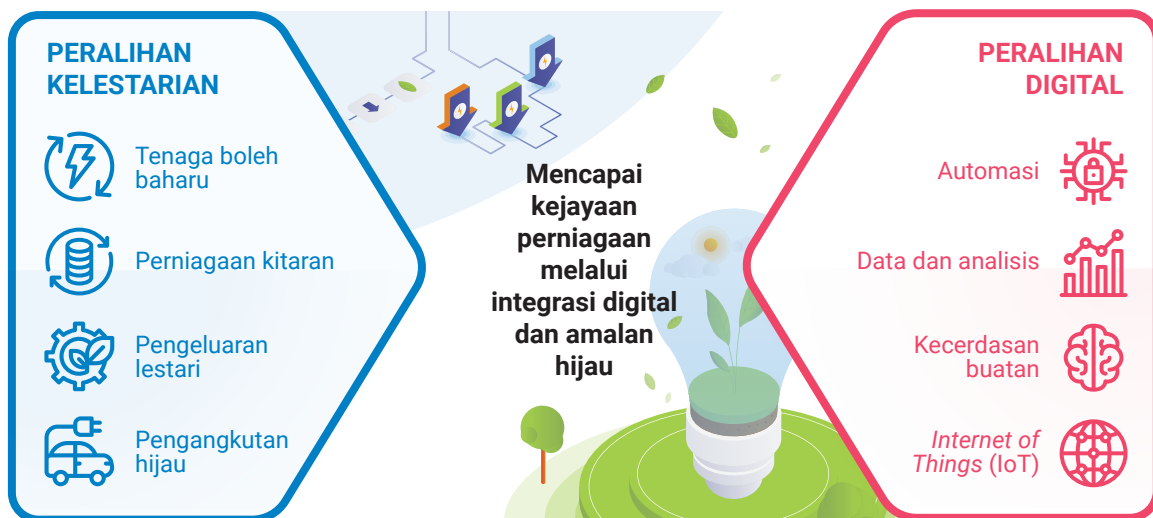 PERALIHAN
KELESTARIAN
Tenaga boleh
baharu
Perniagaan kitaran
Pengeluaran
lestari
Pengangkutan
hijau
Mencapai
kejayaan
perniagaan
melalui
integrasi digital
dan amalan
hijau
PERALIHAN
DIGITAL
Automasi
Data dan analisis
Kecerdasan
buatan
Internet of
Things (IoT)